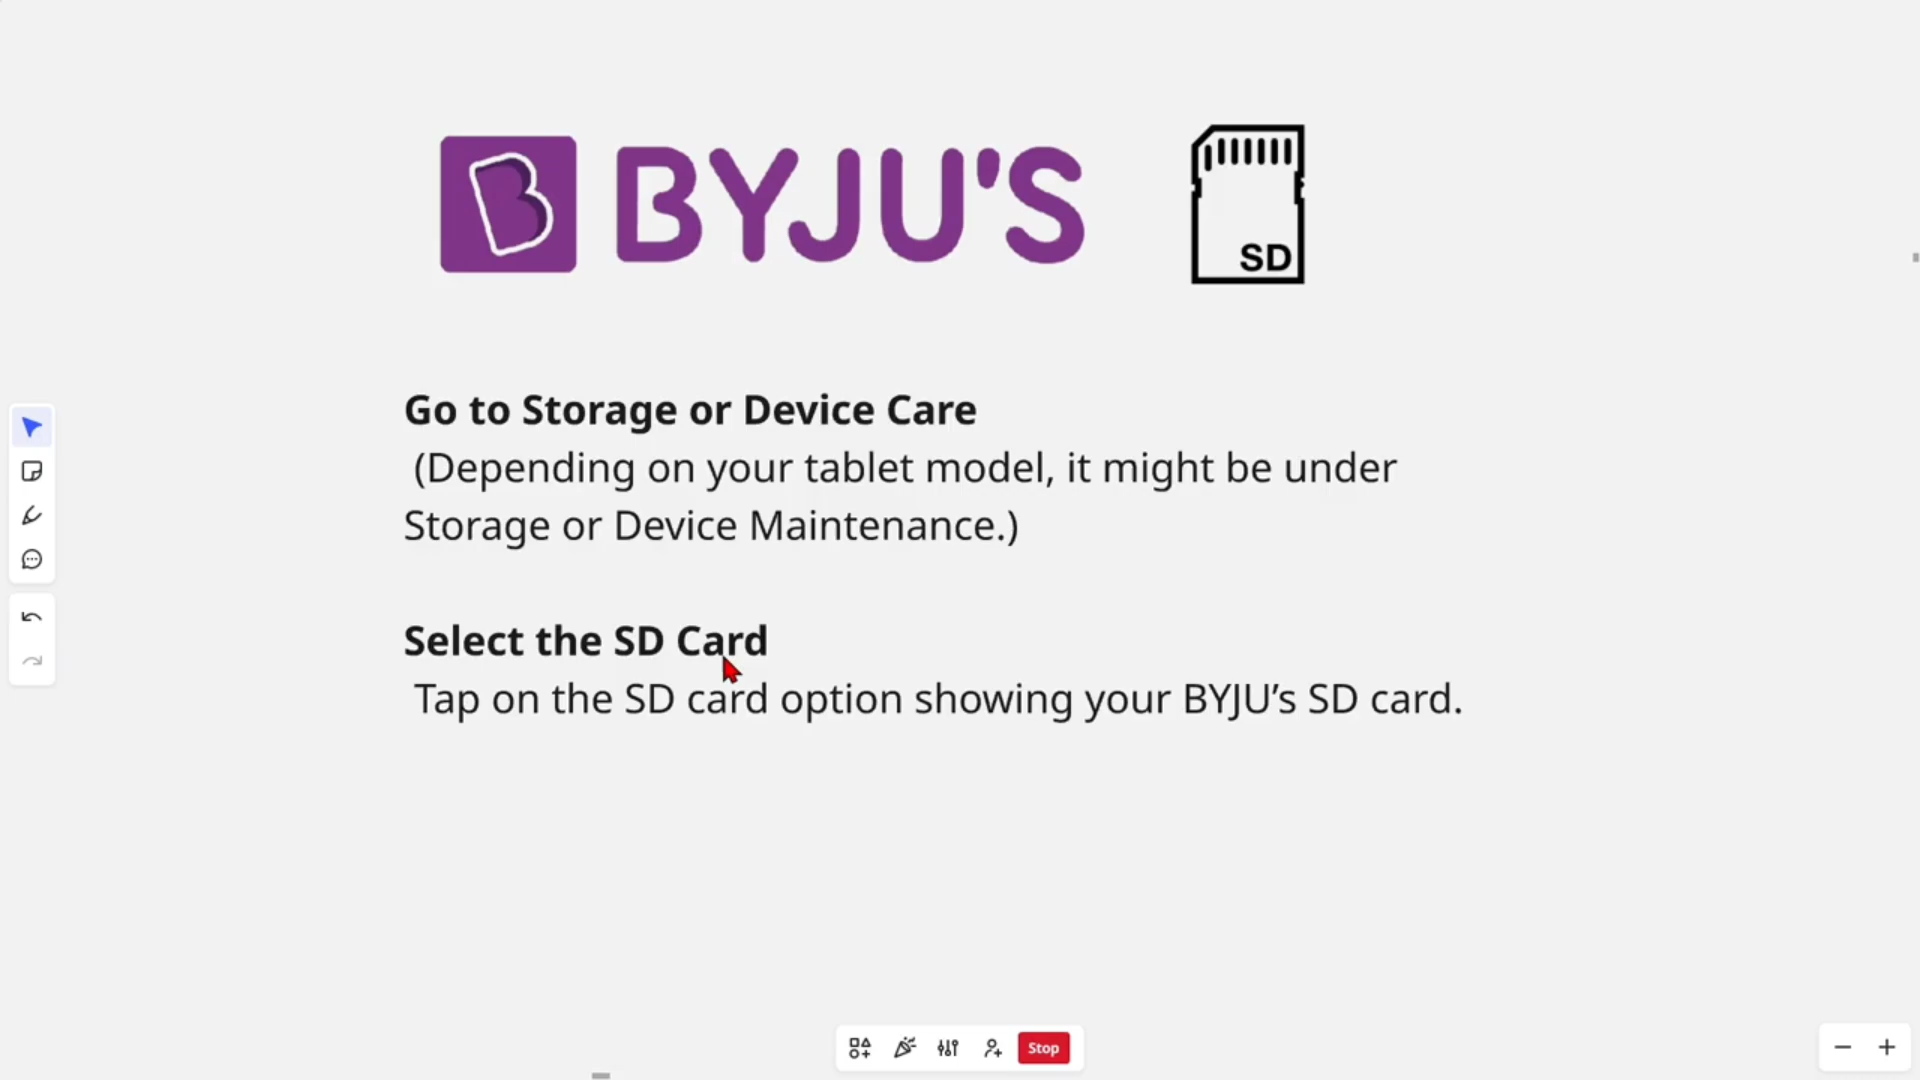 BYJU'S
SD
Go to Storage or Device Care
(Depending on your tablet model, it might be under
Storage or Device Maintenance.)
Select the SD Card
Tap on the SD card option showing your BYJU’s SD card.
Stop